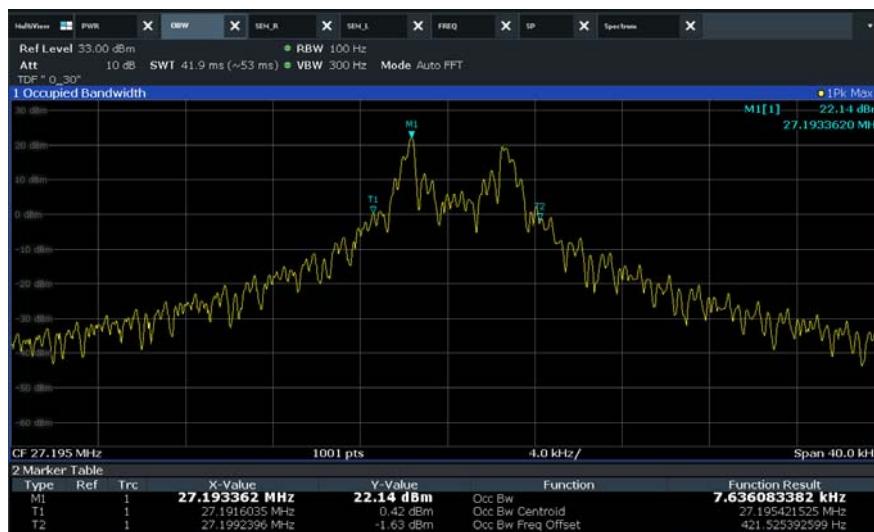 MultiView PWR X OBW X SEM_R X SEM_L X FREQ X SP X Spectrum X
Ref Level 33.00 dBm RBW 100 Hz
Att 10 dB SWT 41.9 ms (~53 ms) VBW 300 Hz Mode Auto FFT
TDF " 0_30"
1 Occupied Bandwidth 1Pk Max
30 dBm M1[1] 22.14 dB
27.1933620 MH
M1
20 dBm
10 dBm
T1
T2
0 dBm
-10 dBm
-20 dBm
-30 dBm
-40 dBm
-50 dBm
-60 dBm
CF 27.195 MHz 1001 pts 4.0 kHz/ Span 40.0 kH
2 Marker Table
Type Ref Trc X-Value Y-Value Function Function Result
M1 1 27.193362 MHz 22.14 dBm Occ Bw 7.636083382 kHz
T1 1 27.1916035 MHz 0.42 dBm Occ Bw Centroid 27.195421525 MHz
T2 1 27.1992396 MHz -1.63 dBm Occ Bw Freq Offset 421.525392599 Hz